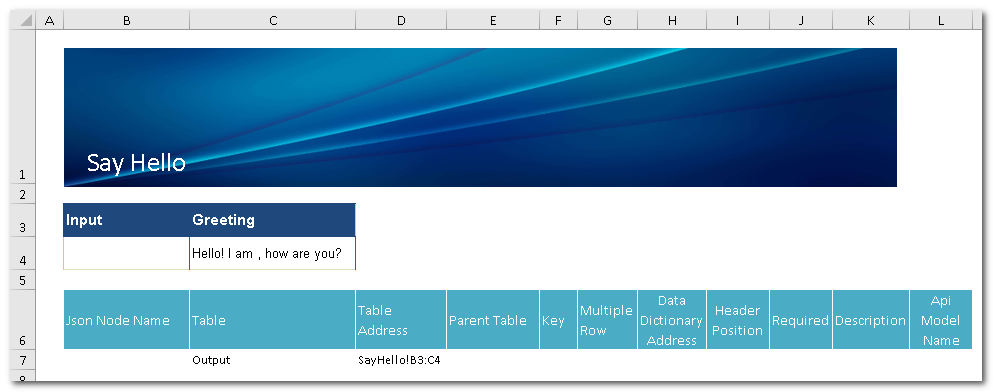 A B C D E F G H I J K L
1
Say Hello
2
3 Input Greeting
4 Hello! I am , how are you?
5
6 Json Node Name Table Table Address Parent Table Key Multiple Row Data Dictionary Address Header Position Required Description Api Model Name
7 Output SayHello!B3:C4
8